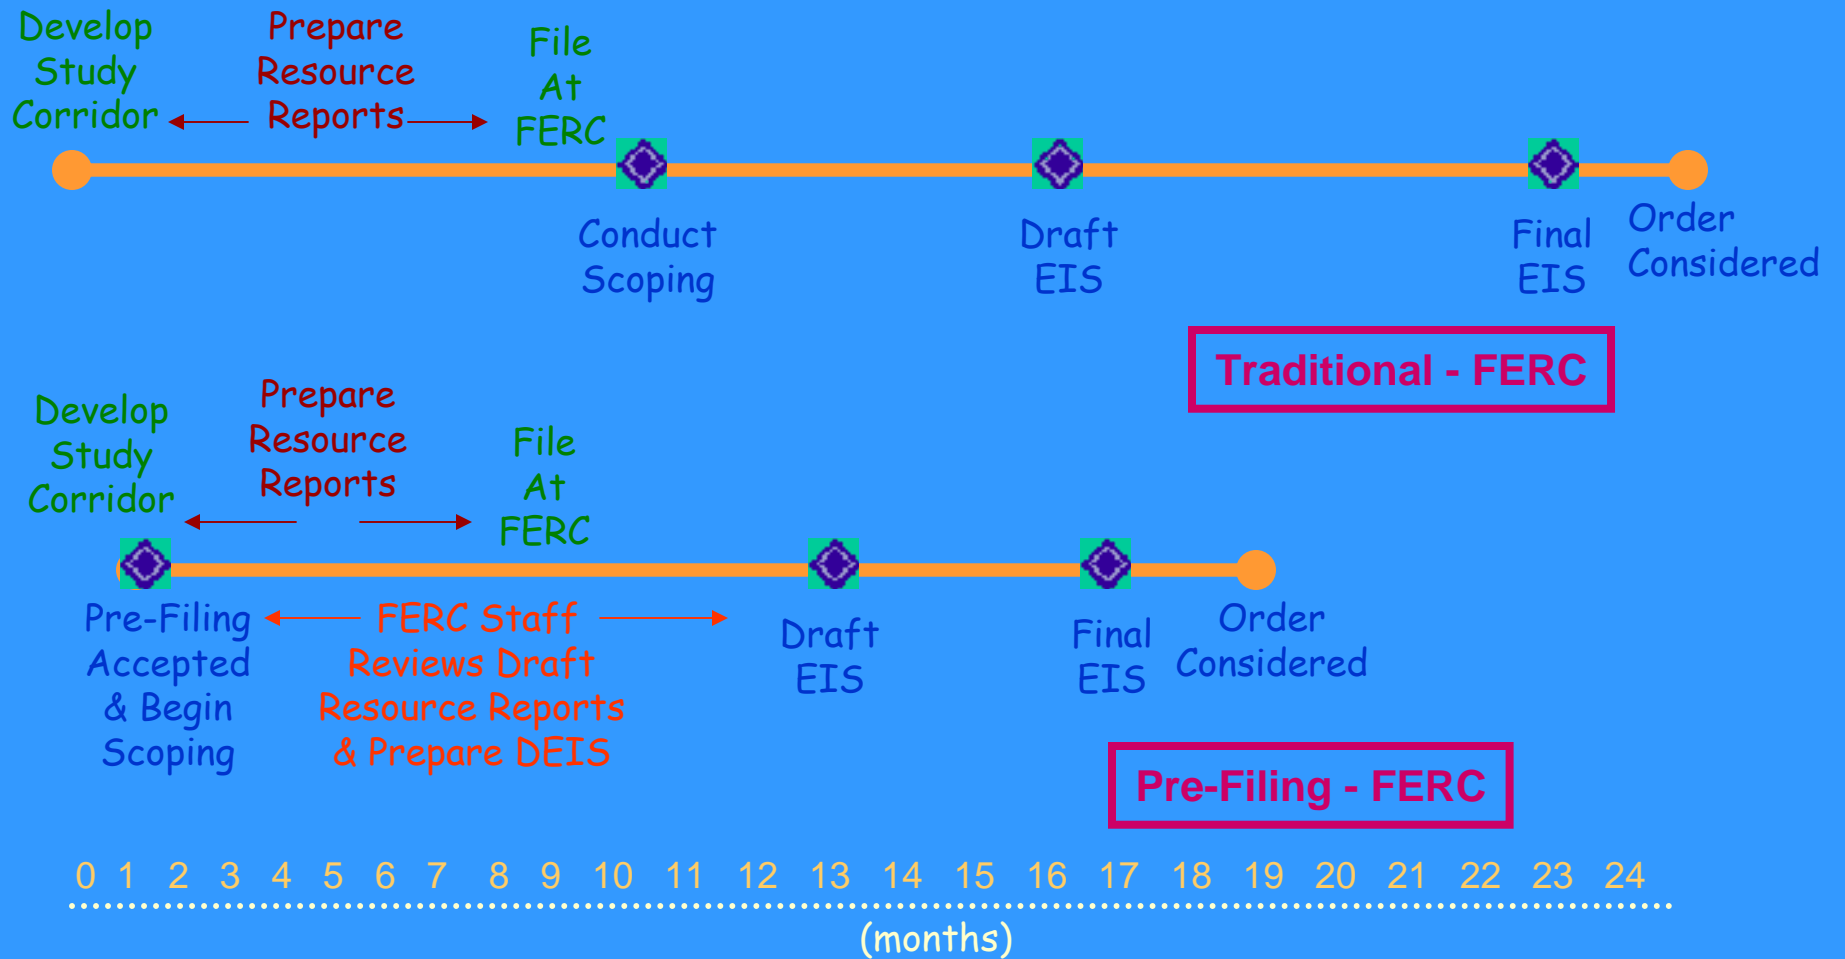 Develop
Study
Corridor
Prepare
Resource
Reports
File
At
FERC
Conduct
Scoping
Draft
EIS
Final
EIS
Order
Considered
Traditional - FERC
Develop
Study
Corridor
Prepare
Resource
Reports
File
At
FERC
Pre-Filing
Accepted
& Begin
Scoping
FERC Staff
Reviews Draft
Resource Reports
& Prepare DEIS
Draft
EIS
Final
EIS
Order
Considered
Pre-Filing - FERC
0 1 2 3 4 5 6 7 8 9 10 11 12 13 14 15 16 17 18 19 20 21 22 23 24
(months)